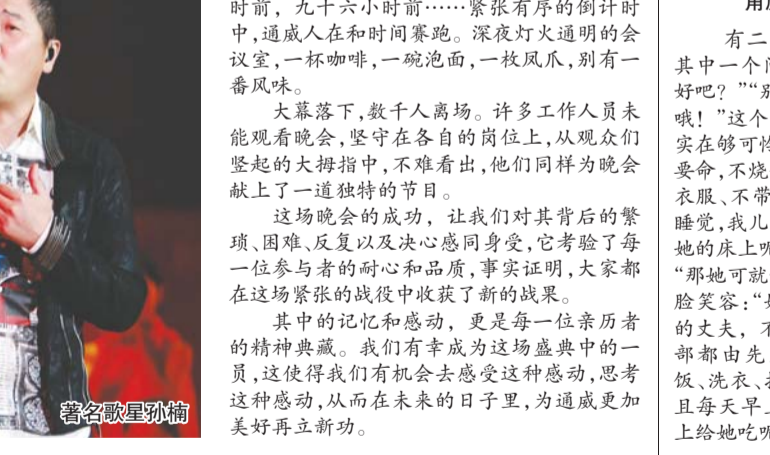 著名歌星孙楠
时前，九十六小时前……紧张有序的倒计时
中，通威人在和时间赛跑。深夜灯火通明的会
议室，一杯咖啡，一碗泡面，一枚凤爪，别有一
番风味。
大幕落下，数千人离场。许多工作人员未
能观看晚会，坚守在各自的岗位上，从观众们
竖起的大拇指中，不难看出，他们同样为晚会
献上了一道独特的节目。
这场晚会的成功，让我们对其背后的繁
琐、困难、反复以及决心感同身受，它考验了每
一位参与者的耐心和品质，事实证明，大家都
在这场紧张的战役中收获了新的战果。
其中的记忆和感动，更是每一位亲历者
的精神典藏。我们有幸成为这场盛典中的一
员，这使得我们有机会去感受这种感动，思考
这种感动，从而在未来的日子里，为通威更加
美好再立新功。
有二
其中一个
好吧？”“
哦！”这个
实在够可
要命，不烧
衣服、不带
睡觉，我儿
她的床上
“那她可就
脸笑容：“
的丈夫，不
部都由先
饭、洗衣、
且每天早
上给她吃呢